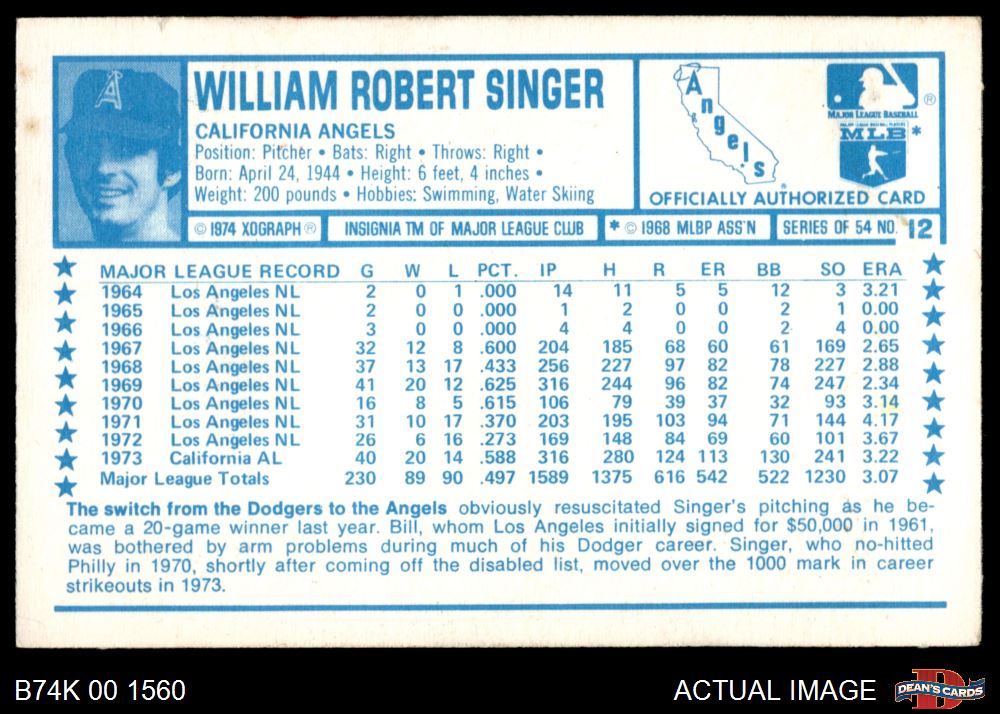 A
WILLIAM ROBERT SINGER
CALIFORNIA ANGELS
Position: Pitcher • Bats: Right • Throws: Right •
Born: April 24, 1944 • Height: 6 feet, 4 inches •
Weight: 200 pounds • Hobbies: Swimming, Water Skiing
Angels
®
MAJOR LEAGUE BASEBALL
MAJOR LEAGUE BASEBALL PLAYERS
MLB*
OFFICIALLY AUTHORIZED CARD
© 1974 XOGRAPH ®
INSIGNIA TM OF MAJOR LEAGUE CLUB
* © 1968 MLBP ASS'N
SERIES OF 54 NO. 12
MAJOR LEAGUE RECORD G W L PCT. IP H R ER BB SO ERA
1964 Los Angeles NL 2 0 1 .000 14 11 5 5 12 3 3.21
1965 Los Angeles NL 2 0 0 .000 1 2 0 0 2 1 0.00
1966 Los Angeles NL 3 0 0 .000 4 4 0 0 2 4 0.00
1967 Los Angeles NL 32 12 8 .600 204 185 68 60 61 169 2.65
1968 Los Angeles NL 37 13 17 .433 256 227 97 82 78 227 2.88
1969 Los Angeles NL 41 20 12 .625 316 244 96 82 74 247 2.34
1970 Los Angeles NL 16 8 5 .615 106 79 39 37 32 93 3.14
1971 Los Angeles NL 31 10 17 .370 203 195 103 94 71 144 4.17
1972 Los Angeles NL 26 6 16 .273 169 148 84 69 60 101 3.67
1973 California AL 40 20 14 .588 316 280 124 113 130 241 3.22
Major League Totals 230 89 90 .497 1589 1375 616 542 522 1230 3.07
The switch from the Dodgers to the Angels obviously resuscitated Singer's pitching as he be-
came a 20-game winner last year. Bill, whom Los Angeles initially signed for $50,000 in 1961,
was bothered by arm problems during much of his Dodger career. Singer, who no-hitted
Philly in 1970, shortly after coming off the disabled list, moved over the 1000 mark in career
strikeouts in 1973.
B74K 00 1560
ACTUAL IMAGE
D
DEAN'S CARDS